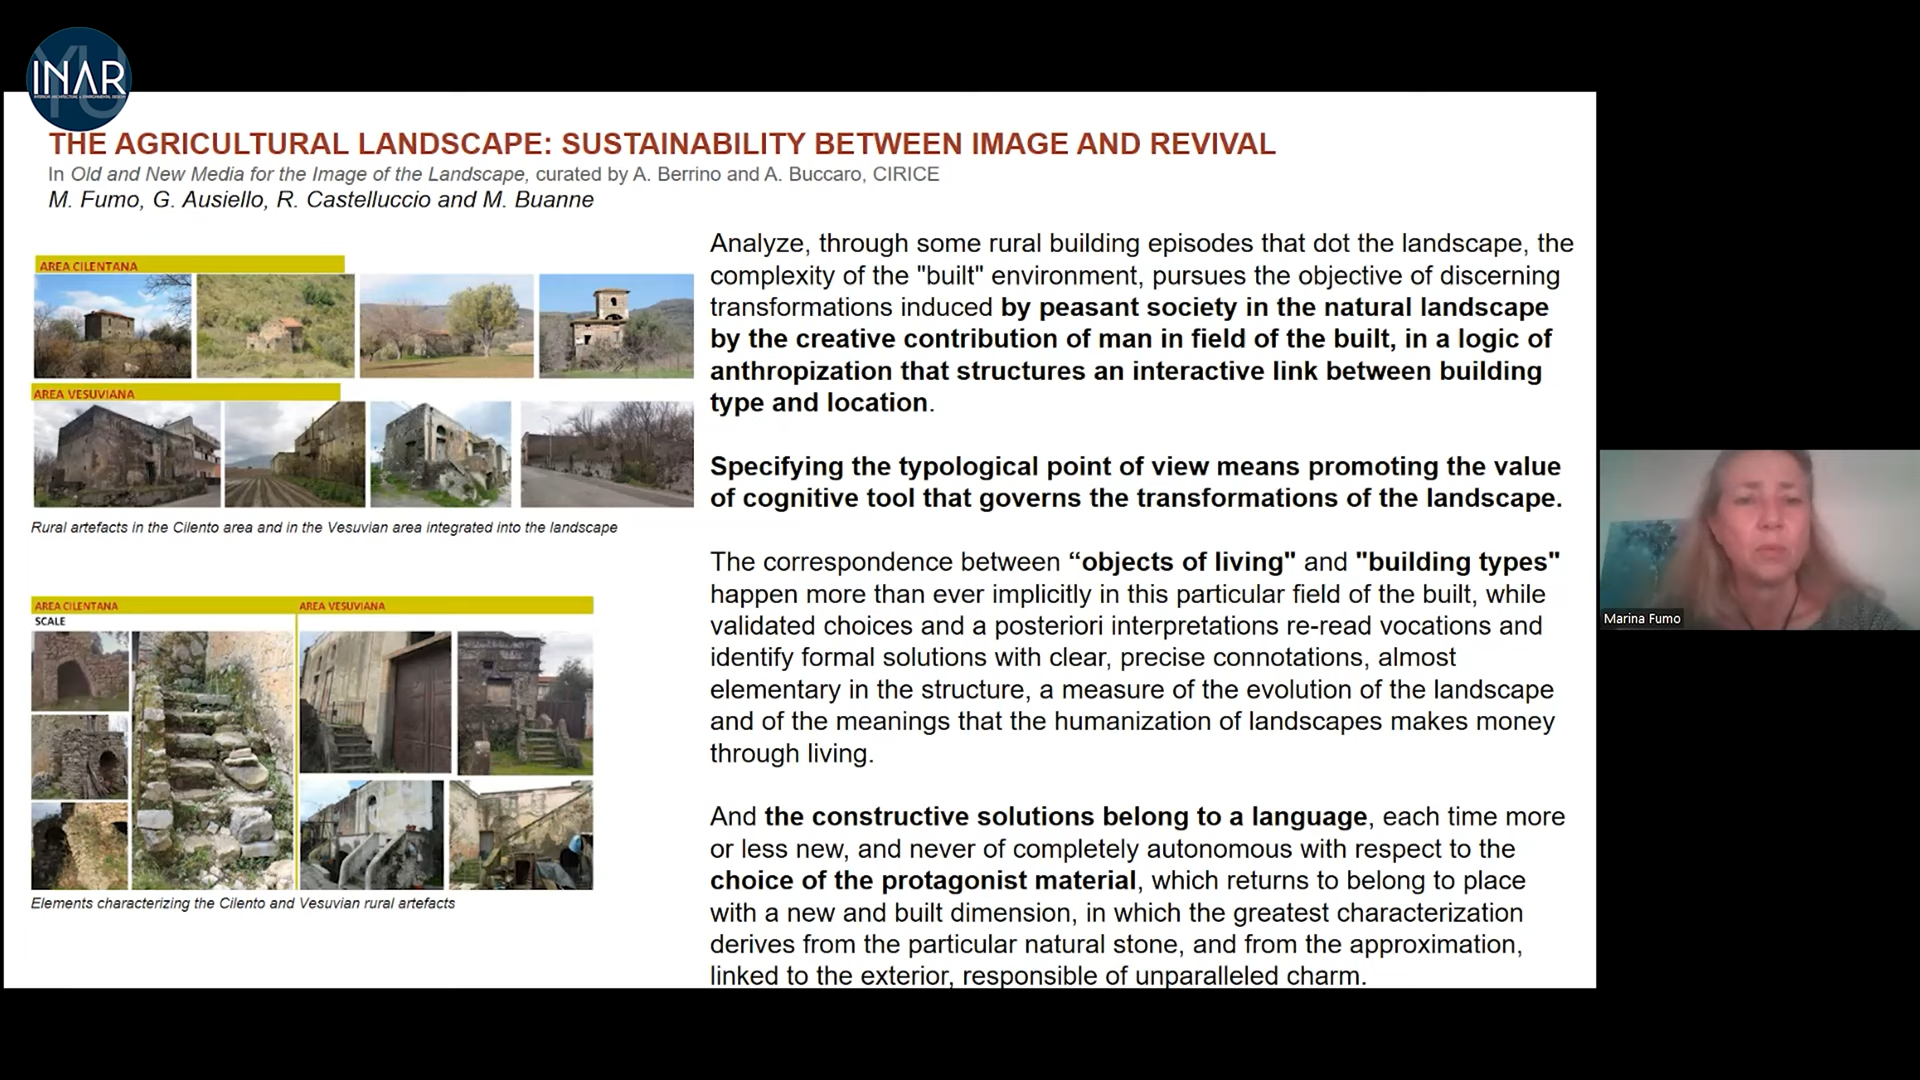 YU
INAR
THE AGRICULTURAL LANDSCAPE: SUSTAINABILITY BETWEEN IMAGE AND REVIVAL
In Old and New Media for the Image of the Landscape, curated by A. Berrino and A. Buccaro, CIRICE
M. Fumo, G. Ausiello, R. Castelluccio and M. Buanne
AREA CILENTANA
AREA VESUVIANA
Rural artefacts in the Cilento area and in the Vesuvian area integrated into the landscape
AREA CILENTANA
AREA VESUVIANA
SCALE
Elements characterizing the Cilento and Vesuvian rural artefacts
Analyze, through some rural building episodes that dot the landscape, the
complexity of the "built" environment, pursues the objective of discerning
transformations induced by peasant society in the natural landscape
by the creative contribution of man in field of the built, in a logic of
anthropization that structures an interactive link between building
type and location.
Specifying the typological point of view means promoting the value
of cognitive tool that governs the transformations of the landscape.
The correspondence between “objects of living" and "building types"
happen more than ever implicitly in this particular field of the built, while
validated choices and a posteriori interpretations re-read vocations and
identify formal solutions with clear, precise connotations, almost
elementary in the structure, a measure of the evolution of the landscape
and of the meanings that the humanization of landscapes makes money
through living.
And the constructive solutions belong to a language, each time more
or less new, and never of completely autonomous with respect to the
choice of the protagonist material, which returns to belong to place
with a new and built dimension, in which the greatest characterization
derives from the particular natural stone, and from the approximation,
linked to the exterior, responsible of unparalleled charm.
Marina Fumo